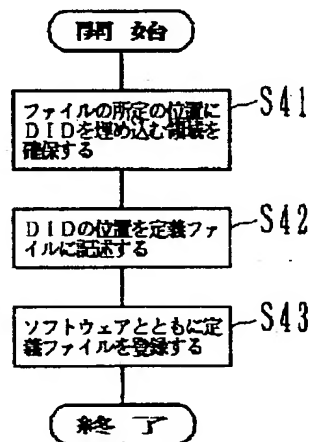 開 始
ファイルの所定の位置に
DIDを埋め込む領域を
確保する
S41
DIDの位置を定義ファ
イルに記述する
S42
ソフトウェアとともに定
義ファイルを登録する
S43
終 了